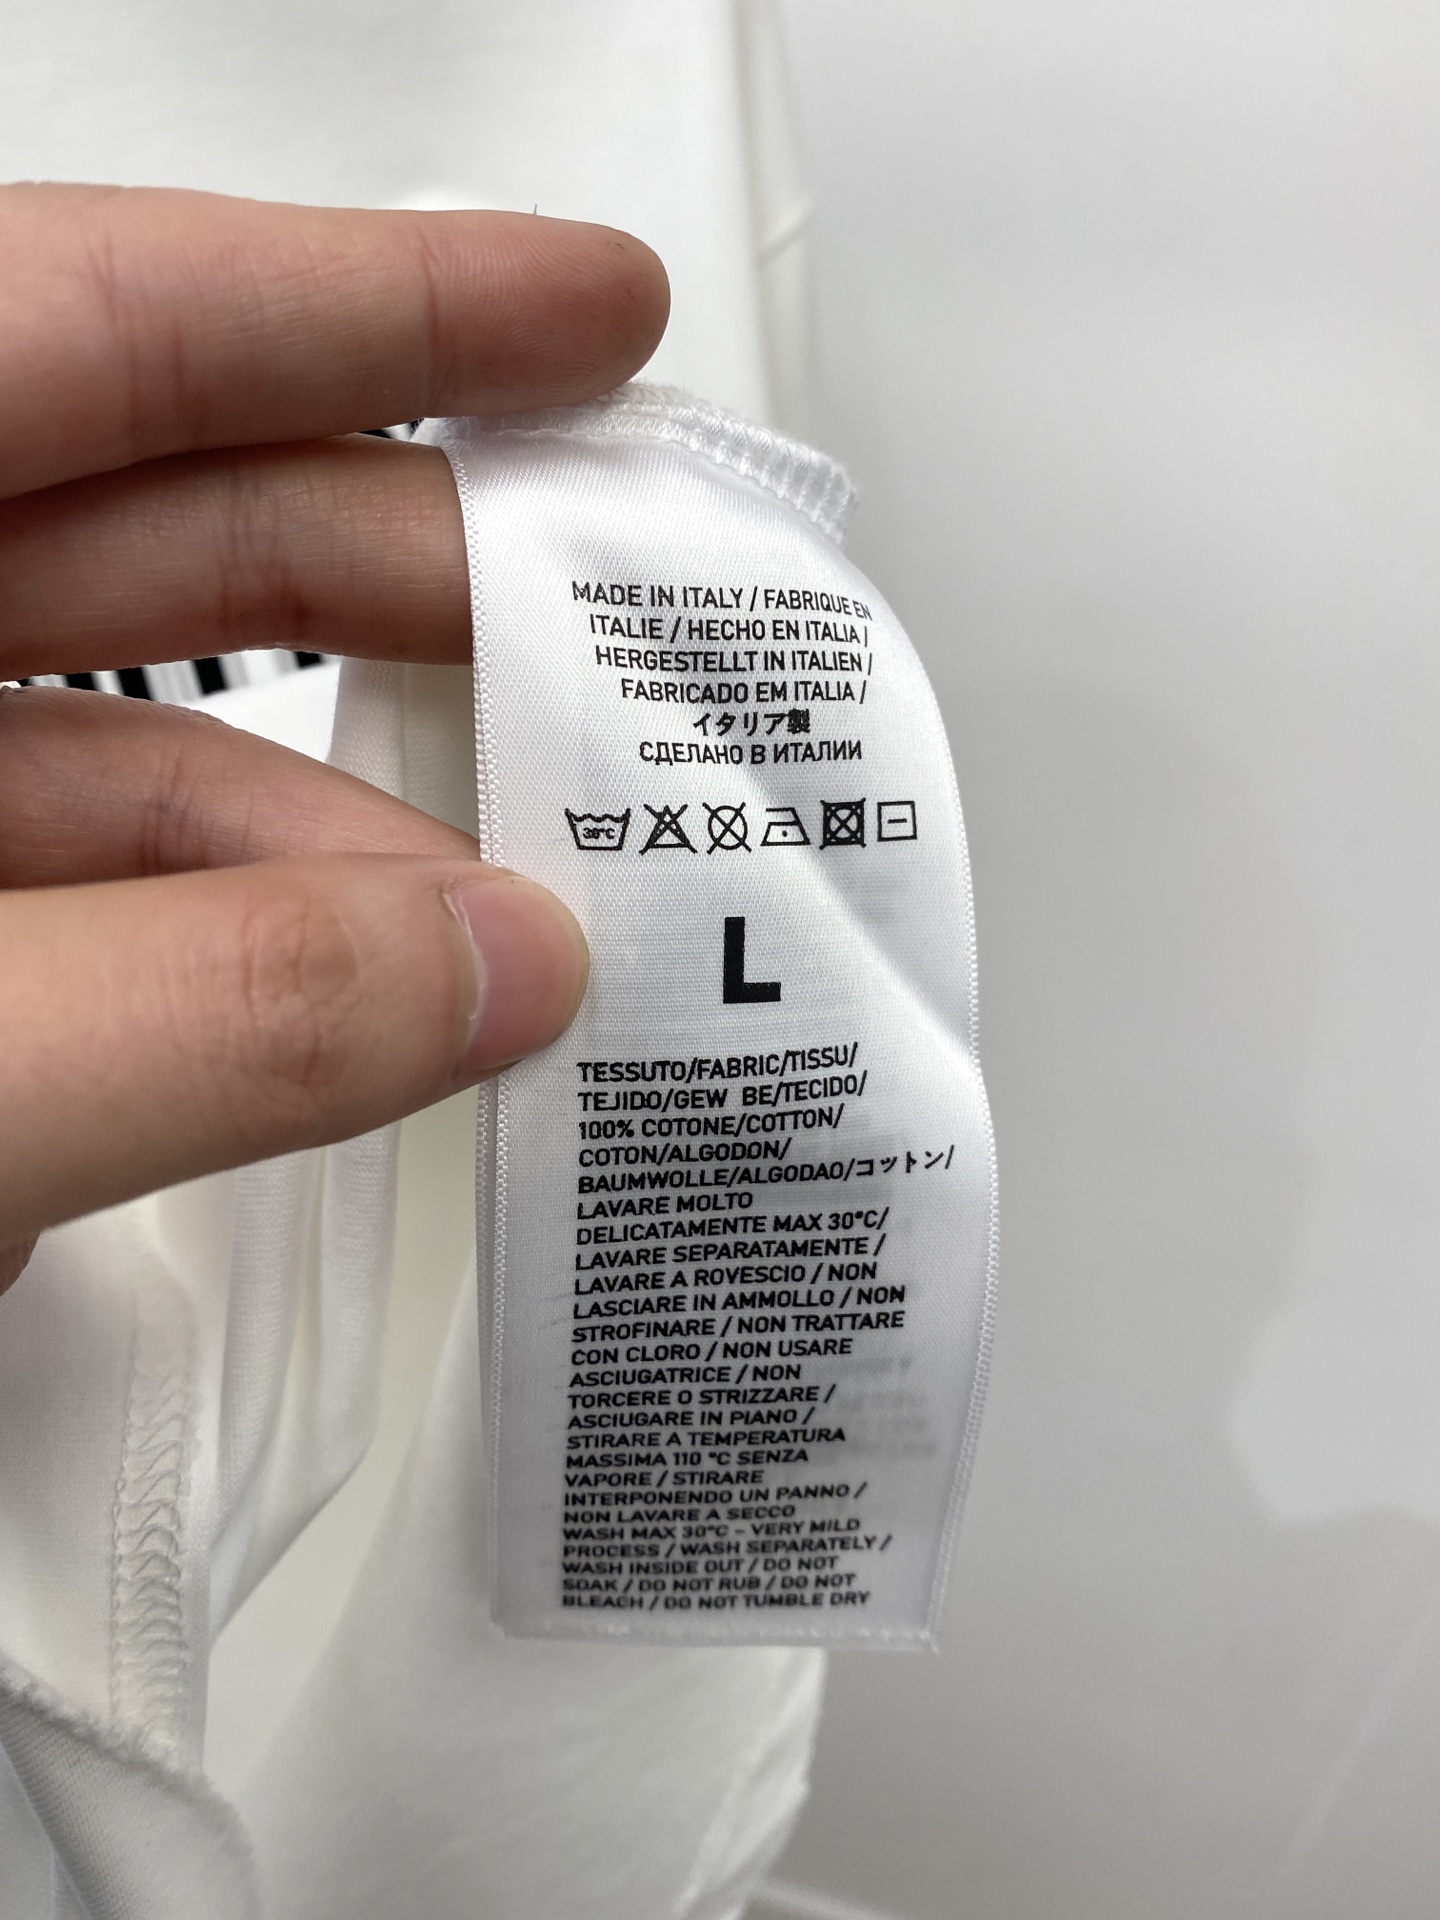 MADE IN ITALY / FABRIQUE EN
ITALIE / HECHO EN ITALIA /
HERGESTELLT IN ITALIEN /
FABRICADO EM ITALIA /
イタリア製
СДЕЛАНО В ИТАЛИИ
30°C
L
TESSUTO/FABRIC/TISSU/
TEJIDO/GEW BE/TECIDO/
100% COTONE/COTTON/
COTON/ALGODON/
BAUMWOLLE/ALGODAO/コットン/
LAVARE MOLTO
DELICATAMENTE MAX 30°C/
LAVARE SEPARATAMENTE /
LAVARE A ROVESCIO / NON
LASCIARE IN AMMOLLO / NON
STROFINARE / NON TRATTARE
CON CLORO / NON USARE
ASCIUGATRICE / NON
TORCERE O STRIZZARE /
ASCIUGARE IN PIANO /
STIRARE A TEMPERATURA
MASSIMA 110 °C SENZA
VAPORE / STIRARE
INTERPONENDO UN PANNO /
NON LAVARE A SECCO
WASH MAX 30°C - VERY MILD
PROCESS / WASH SEPARATELY /
WASH INSIDE OUT / DO NOT
SOAK / DO NOT RUB / DO NOT
BLEACH / DO NOT TUMBLE DRY